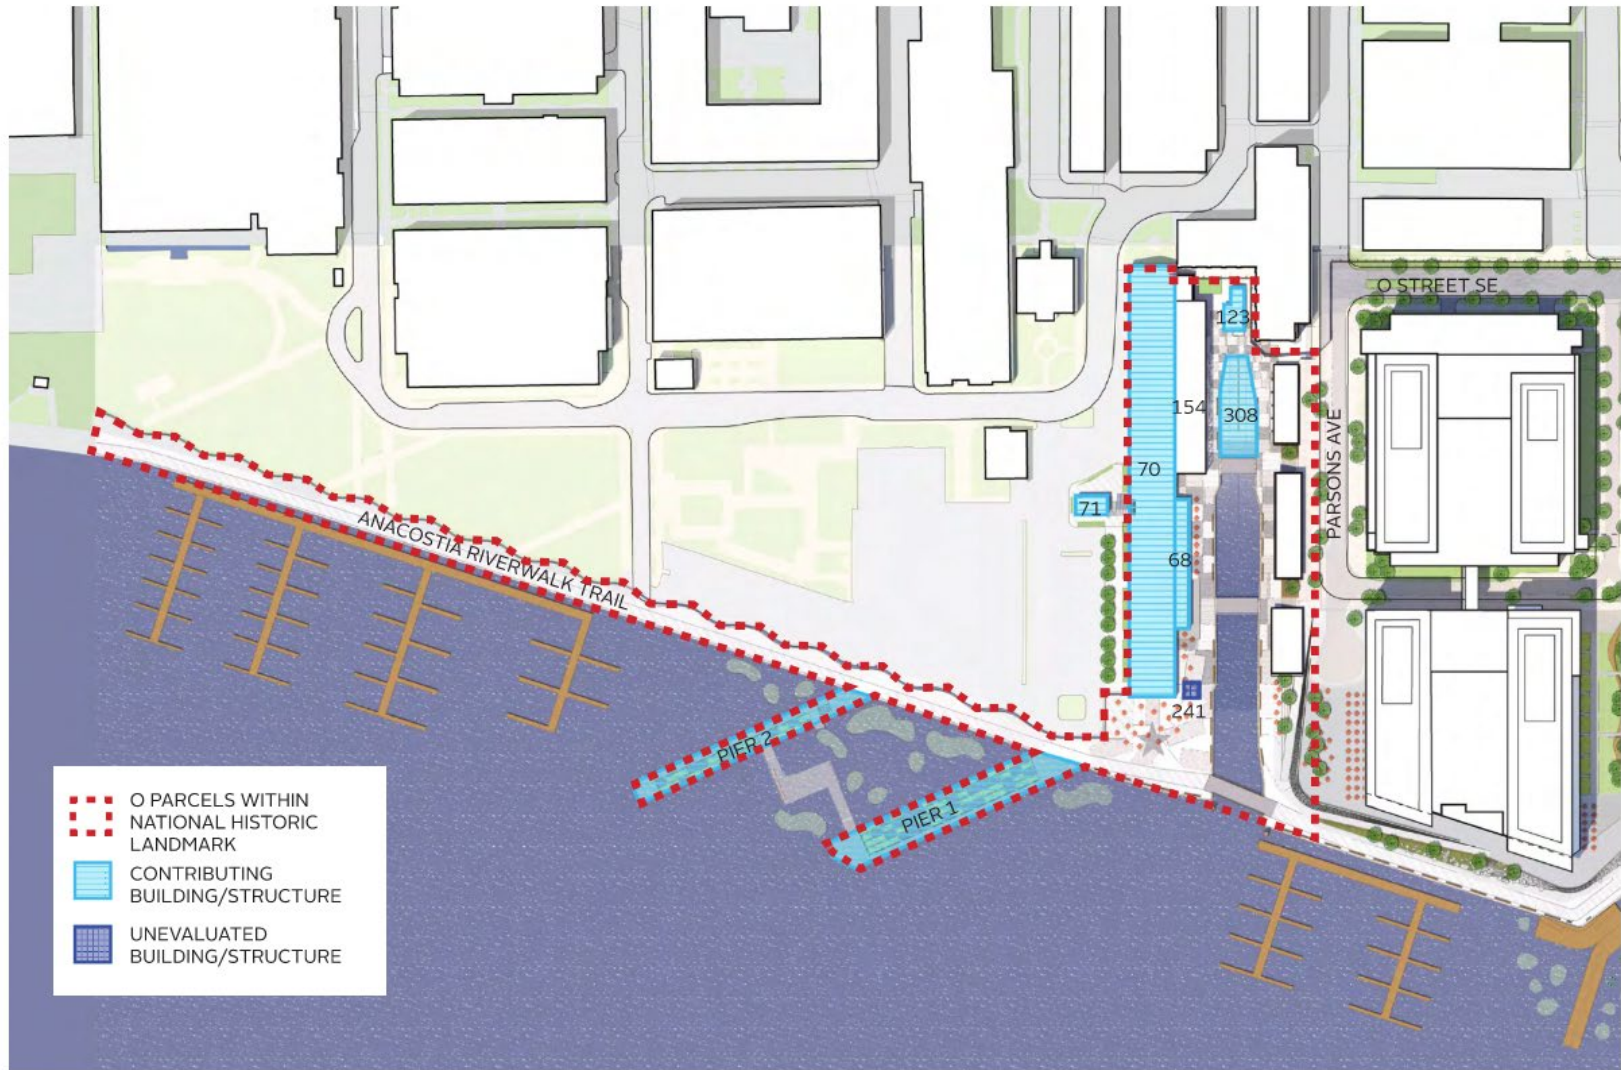 O STREET SE
123
154
308
PARSONS AVE
70
71
68
ANACOSTIA RIVERWALK TRAIL
241
PIER 2
PIER 1
O PARCELS WITHIN
NATIONAL HISTORIC
LANDMARK
CONTRIBUTING
BUILDING/STRUCTURE
UNEVALUATED
BUILDING/STRUCTURE